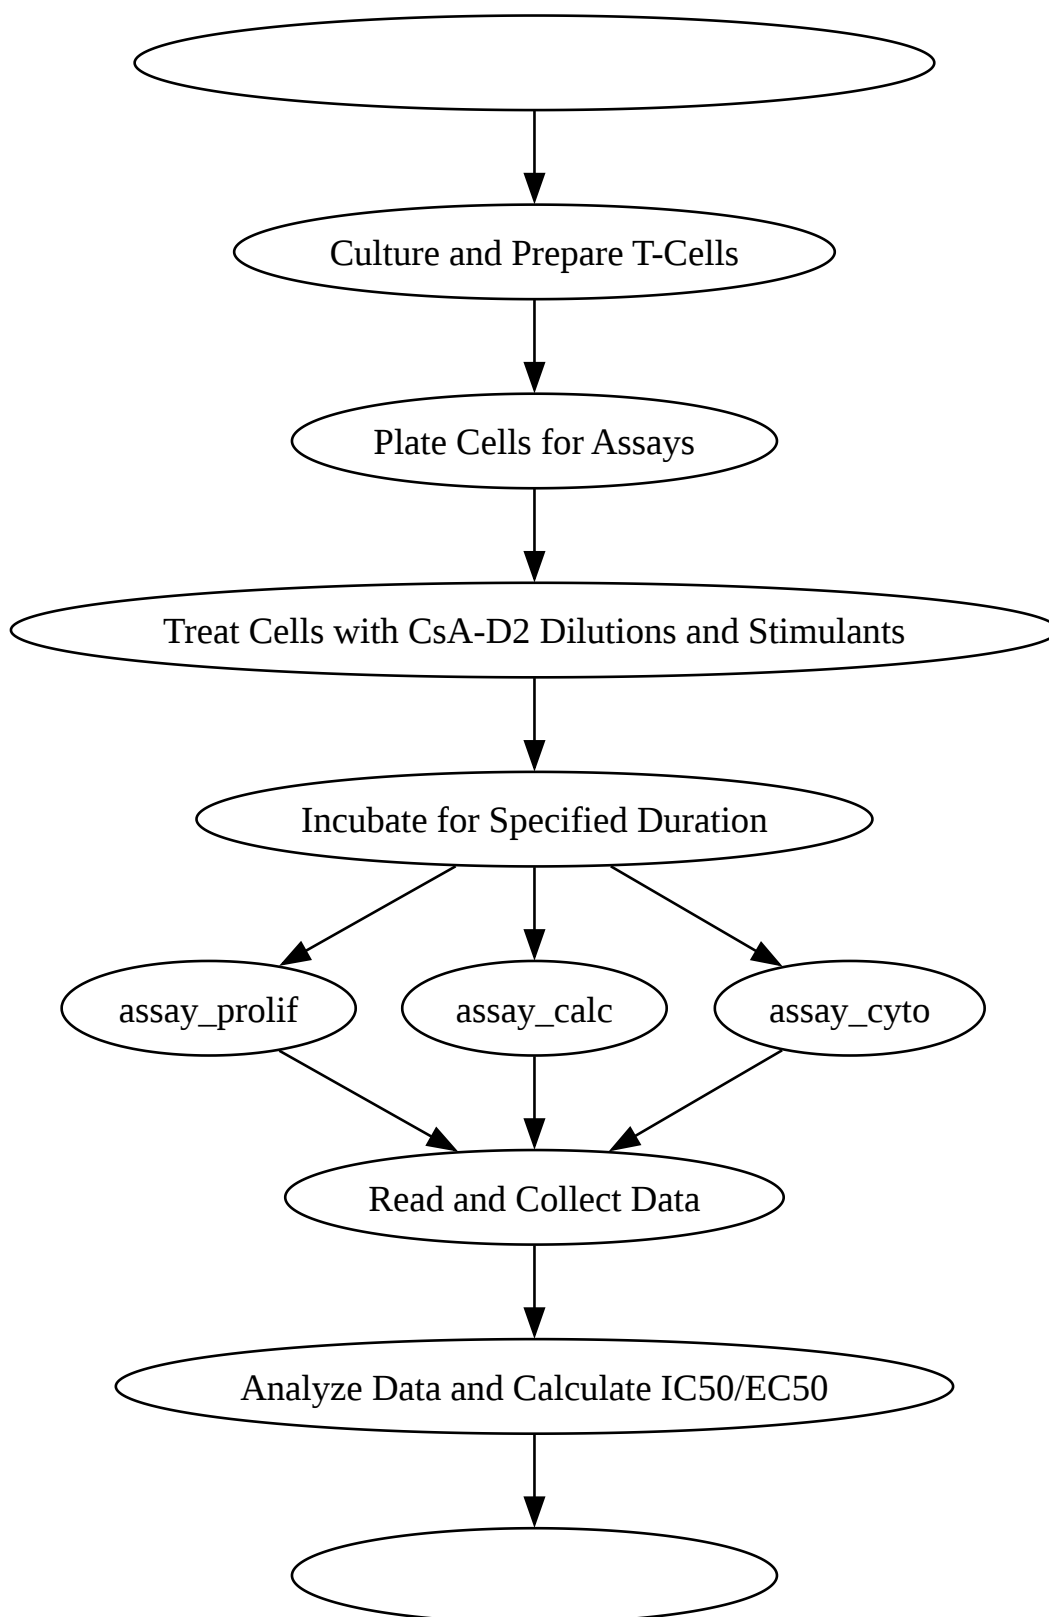 Culture and Prepare T-Cells
Plate Cells for Assays
Treat Cells with CsA-D2 Dilutions and Stimulants
Incubate for Specified Duration
assay_prolif
assay_calc
assay_cyto
Read and Collect Data
Analyze Data and Calculate IC50/EC50